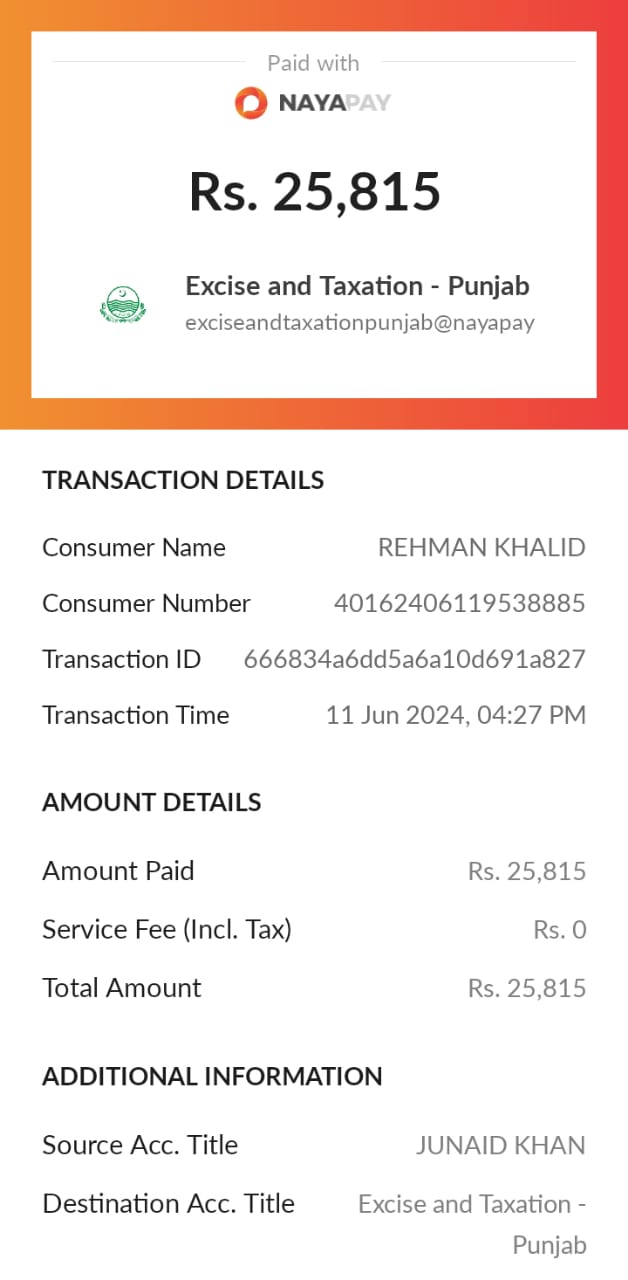 Paid with
NAYAPAY
Rs. 25,815
Excise and Taxation - Punjab
exciseandtaxationpunjab@nayapay
TRANSACTION DETAILS
Consumer Name REHMAN KHALID
Consumer Number 40162406119538885
Transaction ID 666834a6dd5a6a10d691a827
Transaction Time 11 Jun 2024, 04:27 PM
AMOUNT DETAILS
Amount Paid Rs. 25,815
Service Fee (Incl. Tax) Rs. 0
Total Amount Rs. 25,815
ADDITIONAL INFORMATION
Source Acc. Title JUNAID KHAN
Destination Acc. Title Excise and Taxation -
Punjab